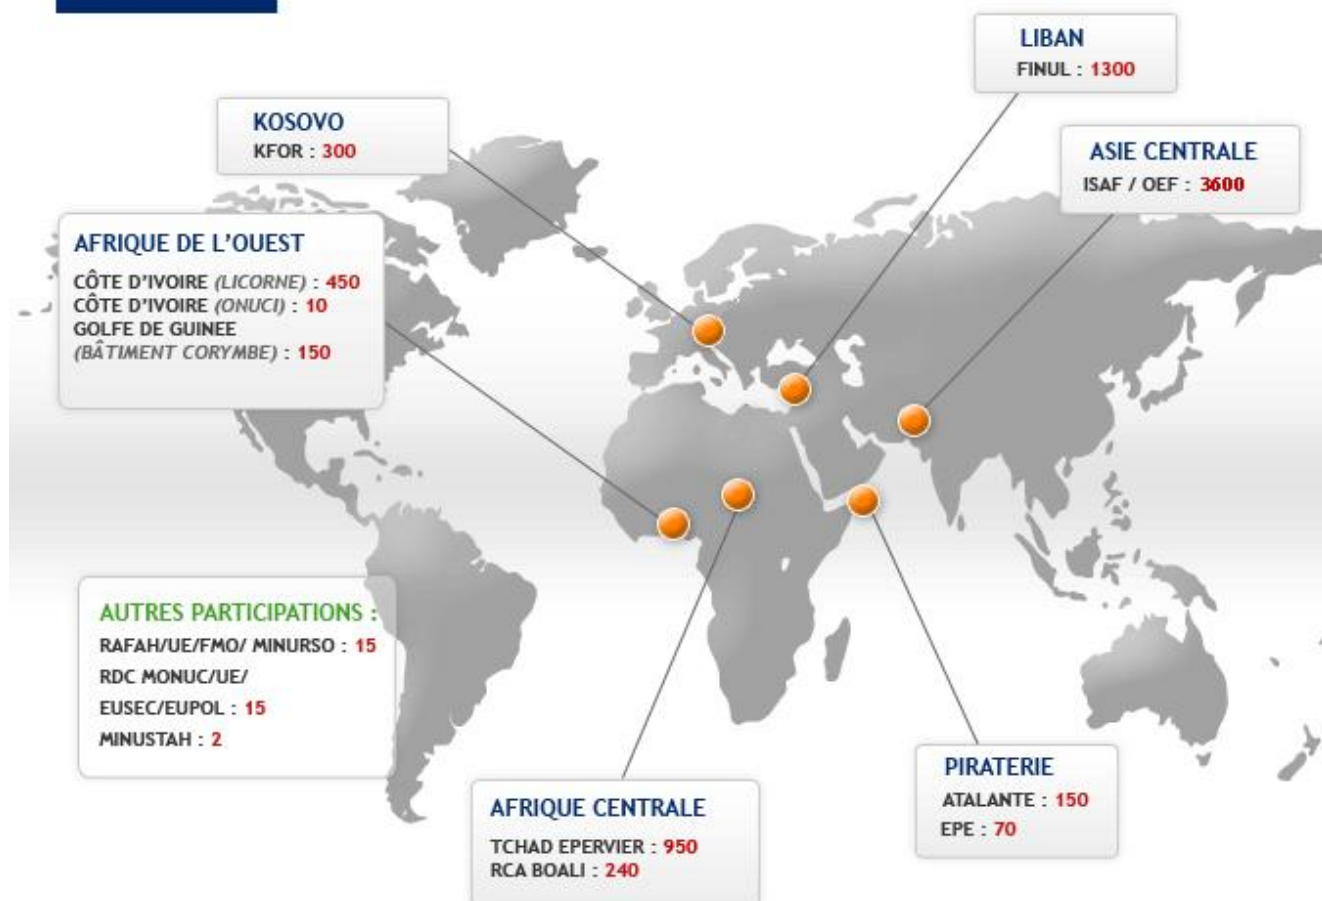 LIBAN
FINUL : 1300
KOSOVO
KFOR : 300
ASIE CENTRALE
ISAF / OEF : 3600
AFRIQUE DE L'OUEST
CÔTE D'IVOIRE (LICORNE) : 450
CÔTE D'IVOIRE (ONUCI) : 10
GOLFE DE GUINEE
(BÂTIMENT CORYMBE) : 150
AUTRES PARTICIPATIONS :
RAFAH/UE/FMO/ MINURSO : 15
RDC MONUC/UE/
EUSEC/EUPOL : 15
MINUSTAH : 2
AFRIQUE CENTRALE
TCHAD EPERVIER : 950
RCA BOALI : 240
PIRATERIE
ATALANTE : 150
EPE : 70